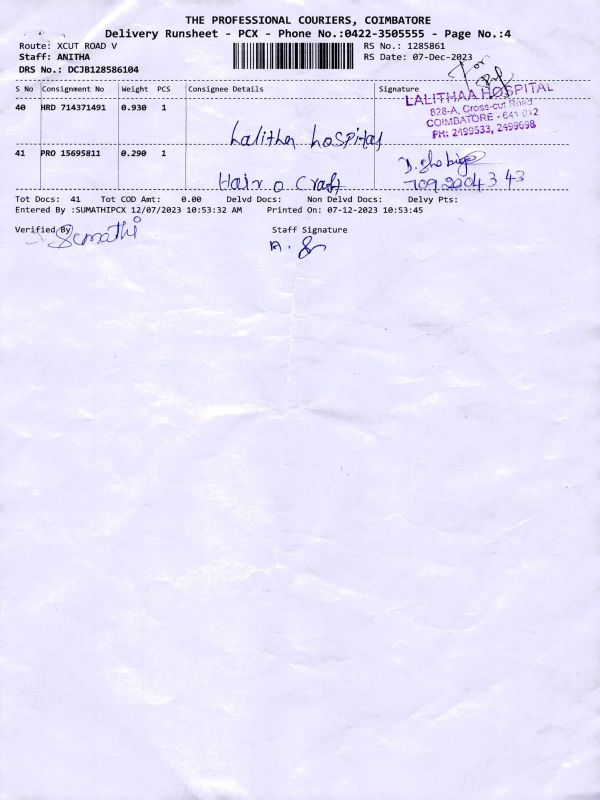 THE PROFESSIONAL COURIERS, COIMBATORE
Delivery Runsheet - PCX - Phone No.:0422-3505555 - Page No.:4
Route: XCUT ROAD V
RS No.: 1285861
Staff: ANITHA
RS Date: 07-Dec-2023
DRS No.: DCJB128586104
For
S No Consignment No Weight PCS Consignee Details Signature
40 HRD 714371491 0.930 1
LALITHAA HOSPITAL
828-A, Cross-cut Road
COIMBATORE - 641 012
PH: 2499533, 2499698
Lalitha hospital
41 PRO 15695811 0.290 1
Hair o Craft
Tot Docs: 41 Tot COD Amt: 0.00 Delvd Docs: Non Delvd Docs: Delvy Pts:
Entered By :SUMATHIPCX 12/07/2023 10:53:32 AM Printed On: 07-12-2023 10:53:45
Verified By Staff Signature
Sumathi